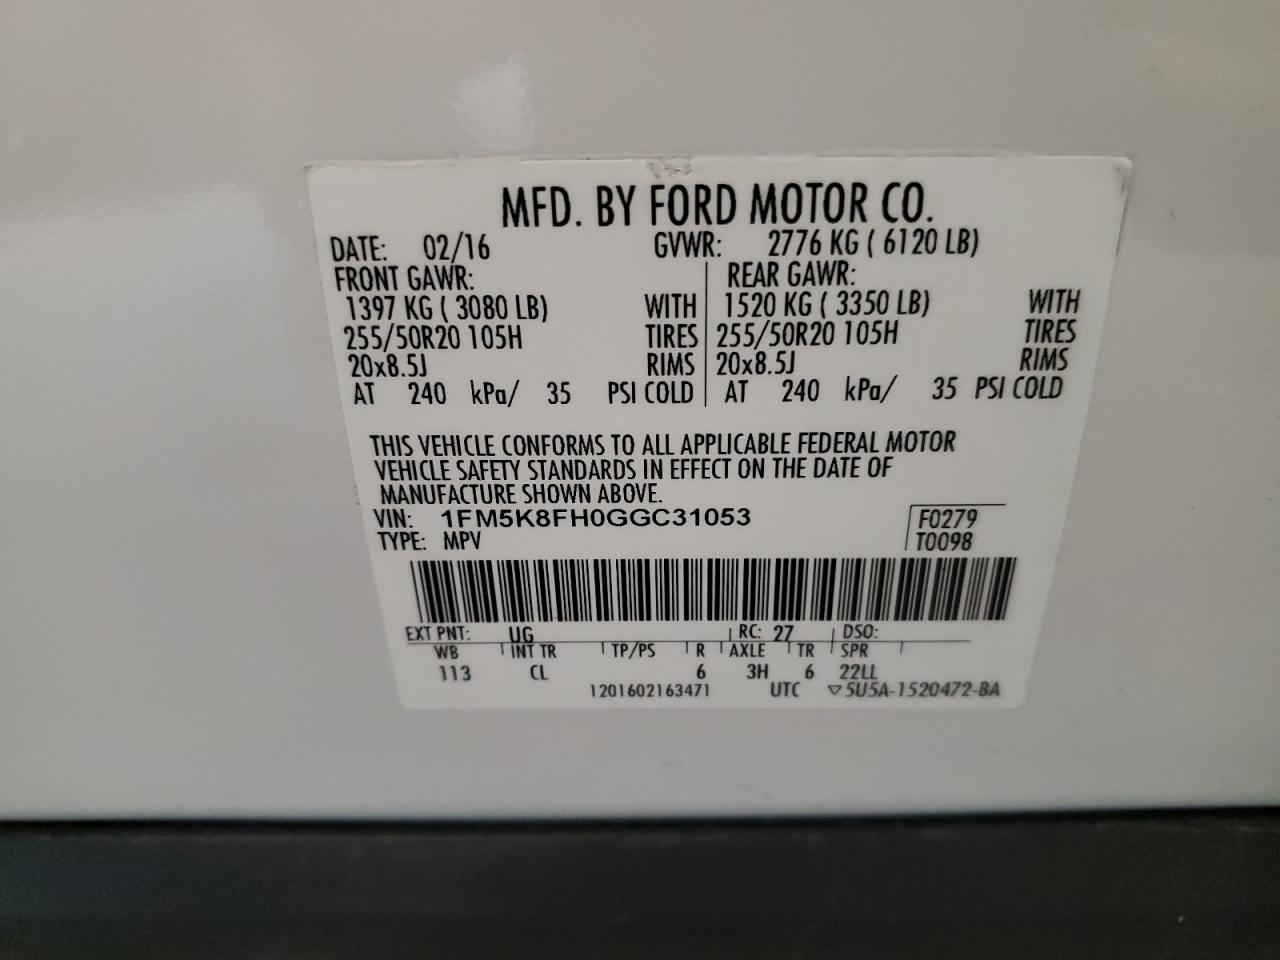 MFD. BY FORD MOTOR CO.
DATE: 02/16 GVWR: 2776 KG ( 6120 LB)
FRONT GAWR: REAR GAWR:
1397 KG ( 3080 LB) WITH 1520 KG ( 3350 LB) WITH
255/50R20 105H TIRES 255/50R20 105H TIRES
20x8.5J RIMS 20x8.5J RIMS
AT 240 kPa/ 35 PSI COLD AT 240 kPa/ 35 PSI COLD
THIS VEHICLE CONFORMS TO ALL APPLICABLE FEDERAL MOTOR
VEHICLE SAFETY STANDARDS IN EFFECT ON THE DATE OF
MANUFACTURE SHOWN ABOVE.
VIN: 1FM5K8FH0GGC31053 F0279
TYPE: MPV T0098
EXT PNT: UG RC: 27 DSO:
WB INT TR TP/PS R AXLE TR SPR
113 CL 6 3H 6 22LL
1201602163471 UTC ▽5U5A-1520472-BA